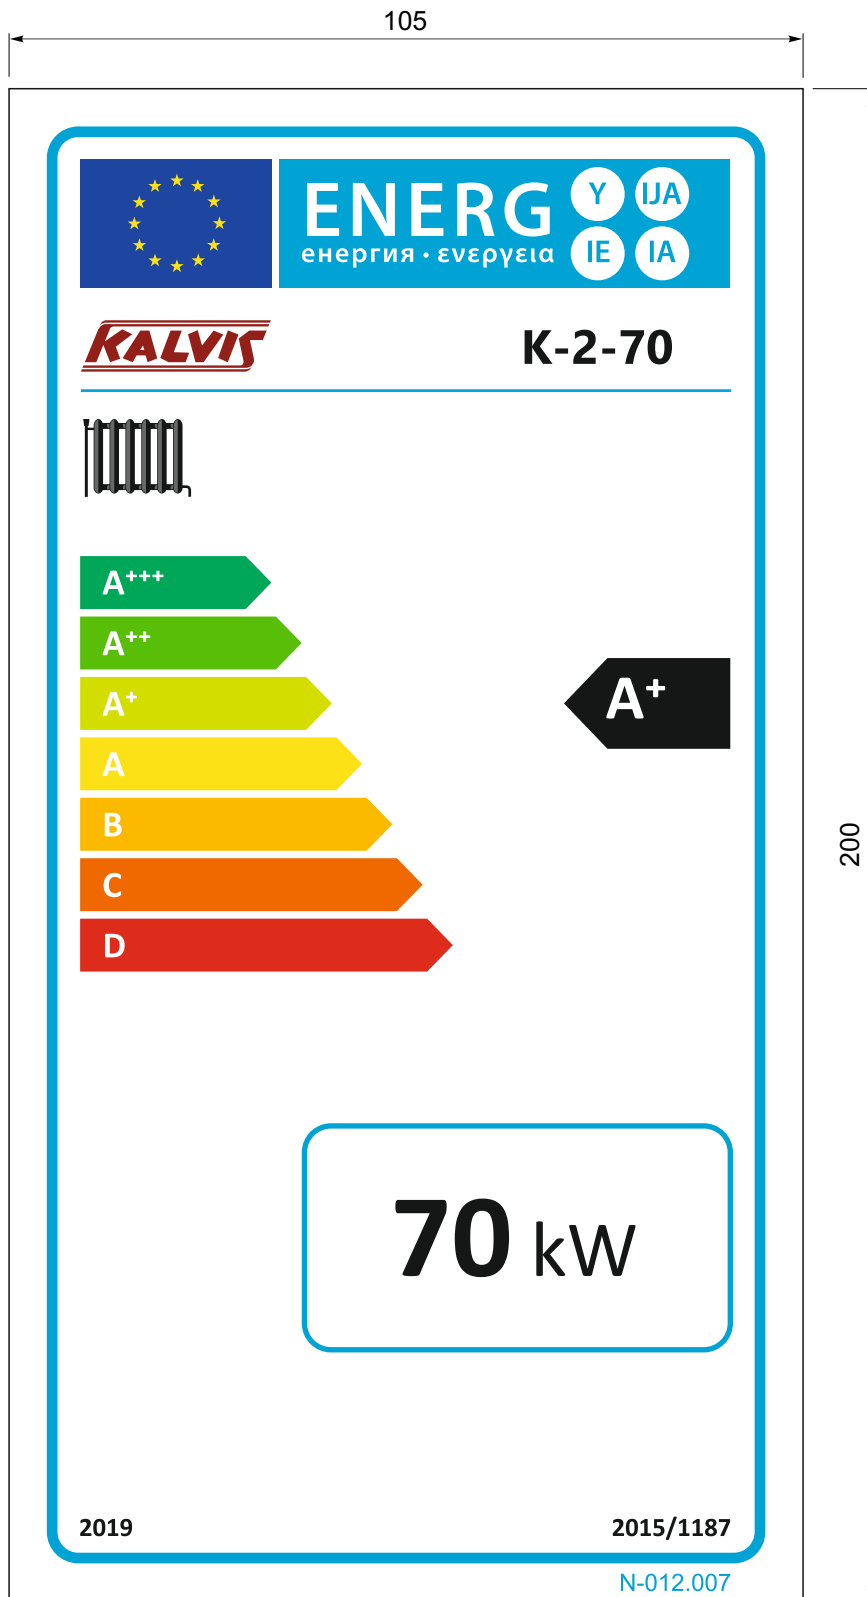 105
ENERG Y IJA
енергия · ενεργεια IE IA
KALVIS K-2-70
A+++
A++
A+ A+
A
B
C
D
200
70 kW
2019 2015/1187
N-012.007